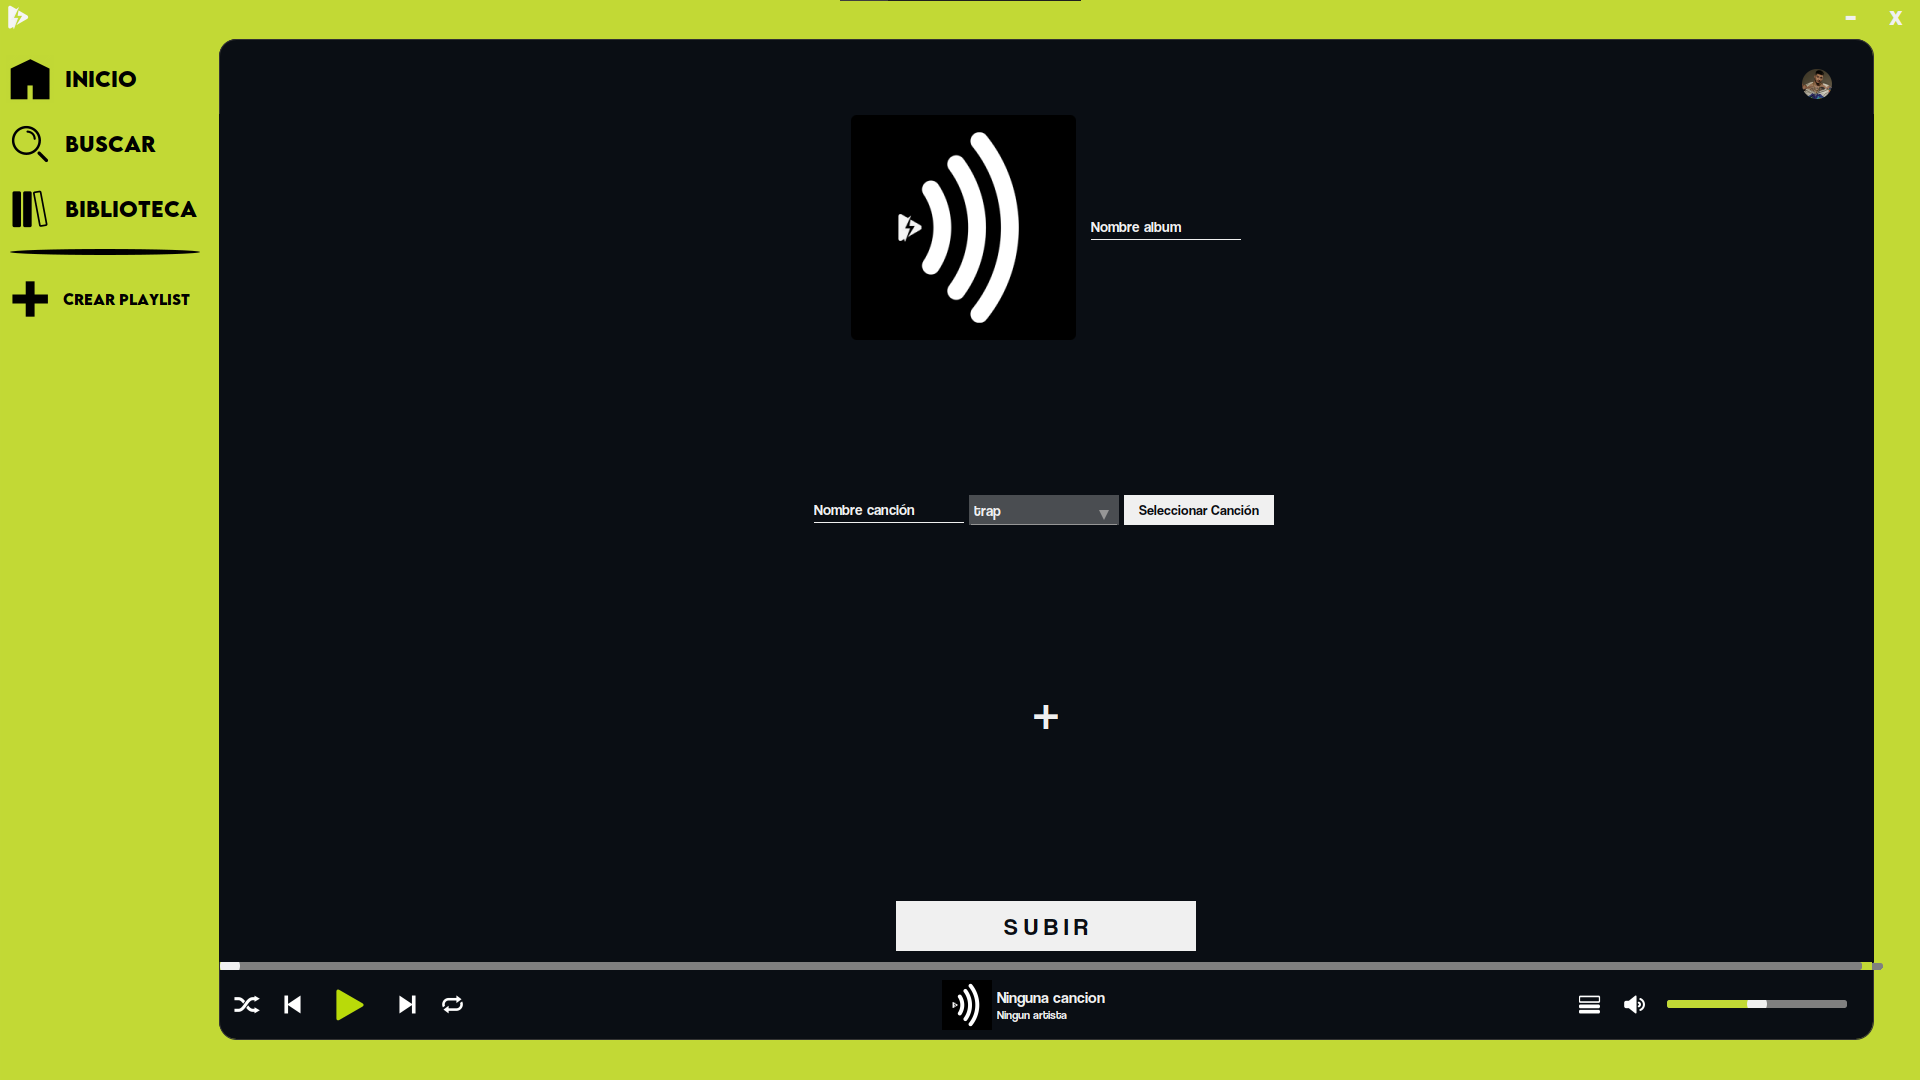 - X
INICIO
BUSCAR
BIBLIOTECA
CREAR PLAYLIST
Nombre album
Nombre canción
trap
Seleccionar Canción
+
SUBIR
Ninguna cancion
Ningun artista